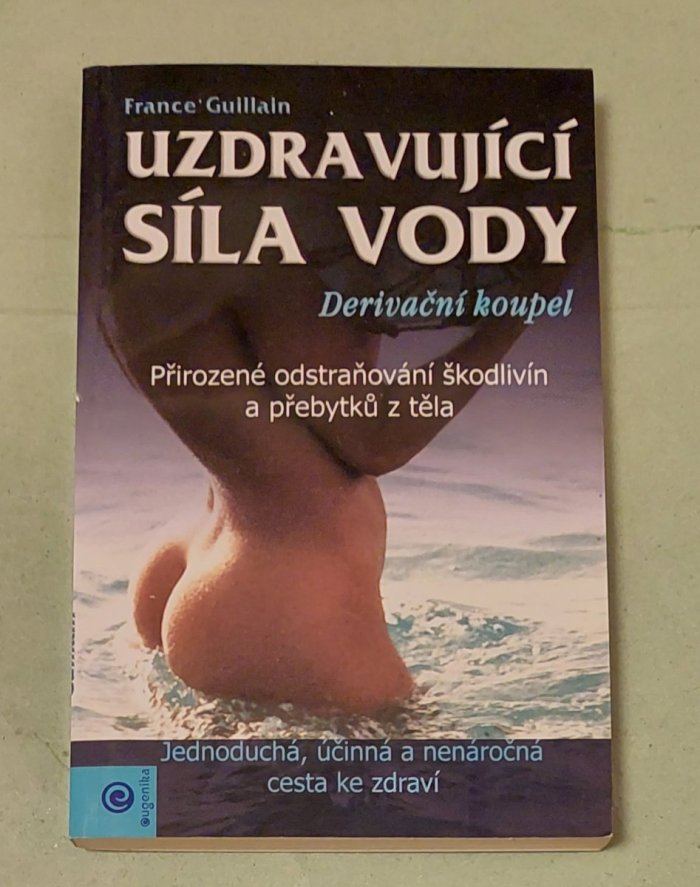 France Guillain
UZDRAVUJÍCÍ
SÍLA VODY
Derivační koupel
Přirozené odstraňování škodlivín
a přebytků z těla
Jednoduchá, účinná a nenáročná
cesta ke zdraví
eugenika